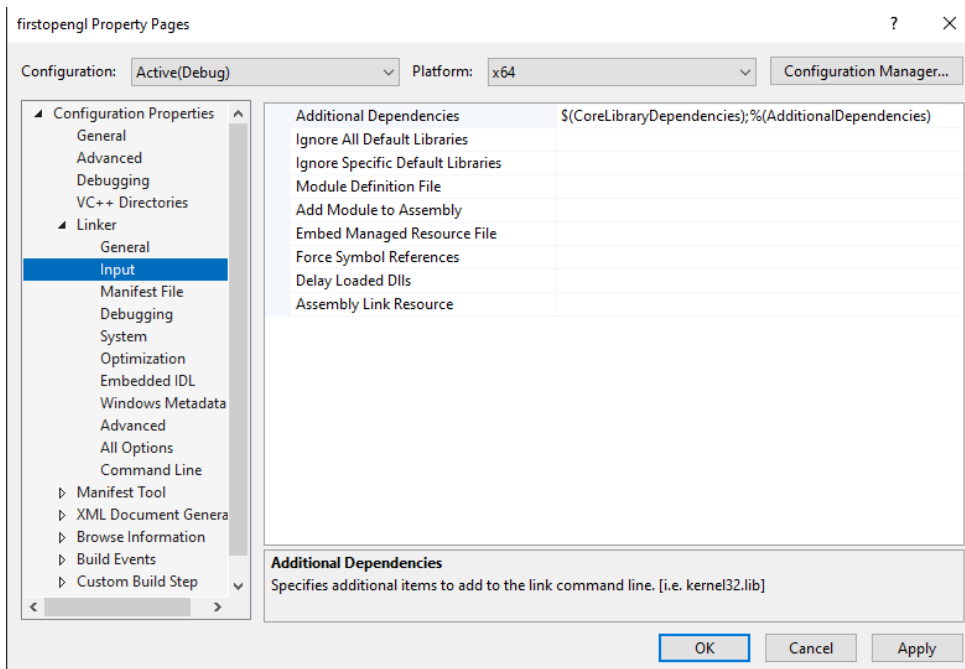 firstopengl Property Pages
?
Configuration: Active(Debug) Platform: x64 Configuration Manager...
Configuration Properties
General
Advanced
Debugging
VC++ Directories
Linker
General
Input
Manifest File
Debugging
System
Optimization
Embedded IDL
Windows Metadata
Advanced
All Options
Command Line
Manifest Tool
XML Document Genera
Browse Information
Build Events
Custom Build Step
Additional Dependencies $(CoreLibraryDependencies);%(AdditionalDependencies)
Ignore All Default Libraries
Ignore Specific Default Libraries
Module Definition File
Add Module to Assembly
Embed Managed Resource File
Force Symbol References
Delay Loaded Dlls
Assembly Link Resource
Additional Dependencies
Specifies additional items to add to the link command line. [i.e. kernel32.lib]
OK Cancel Apply